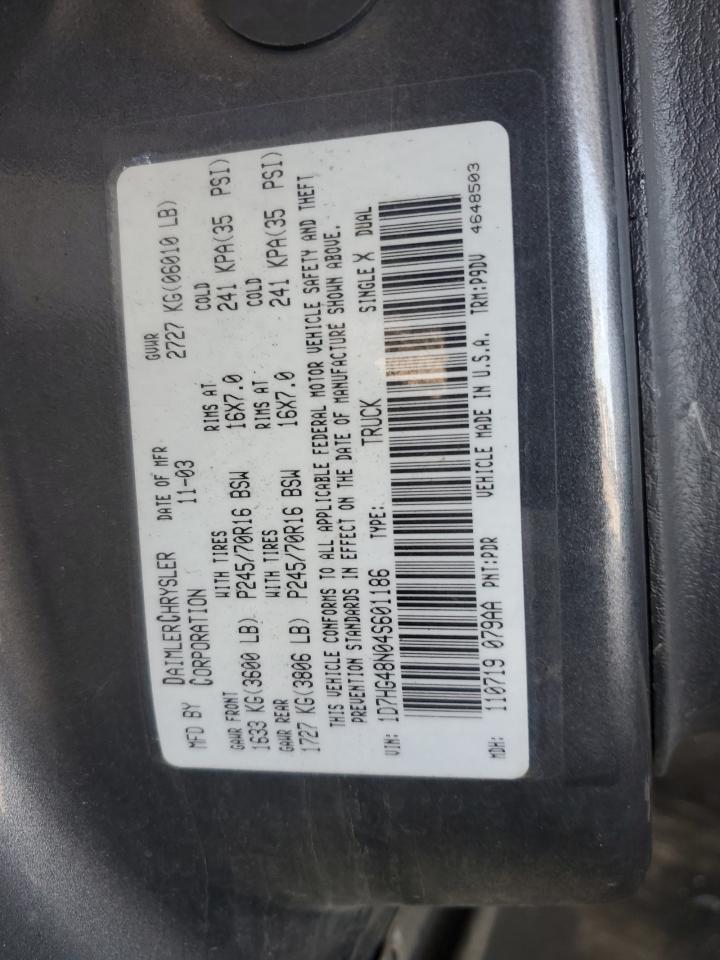 MFD BY DAIMLERCHRYSLER CORPORATION DATE OF MFR 11-03 GVWR 2727 KG(06010 LB)
GAWR FRONT WITH TIRES RIMS AT COLD
1633 KG(3600 LB) P245/70R16 BSW 16X7.0 241 KPA(35 PSI)
GAWR REAR WITH TIRES RIMS AT COLD
1727 KG(3806 LB) P245/70R16 BSW 16X7.0 241 KPA(35 PSI)
THIS VEHICLE CONFORMS TO ALL APPLICABLE FEDERAL MOTOR VEHICLE SAFETY AND THEFT
PREVENTION STANDARDS IN EFFECT ON THE DATE OF MANUFACTURE SHOWN ABOVE.
VIN: 1D7HG48N04S601186 TYPE: TRUCK SINGLE X DUAL
MDH: 110719 079AA PNT:PDR VEHICLE MADE IN U.S.A. TRM:P9DV
4648503